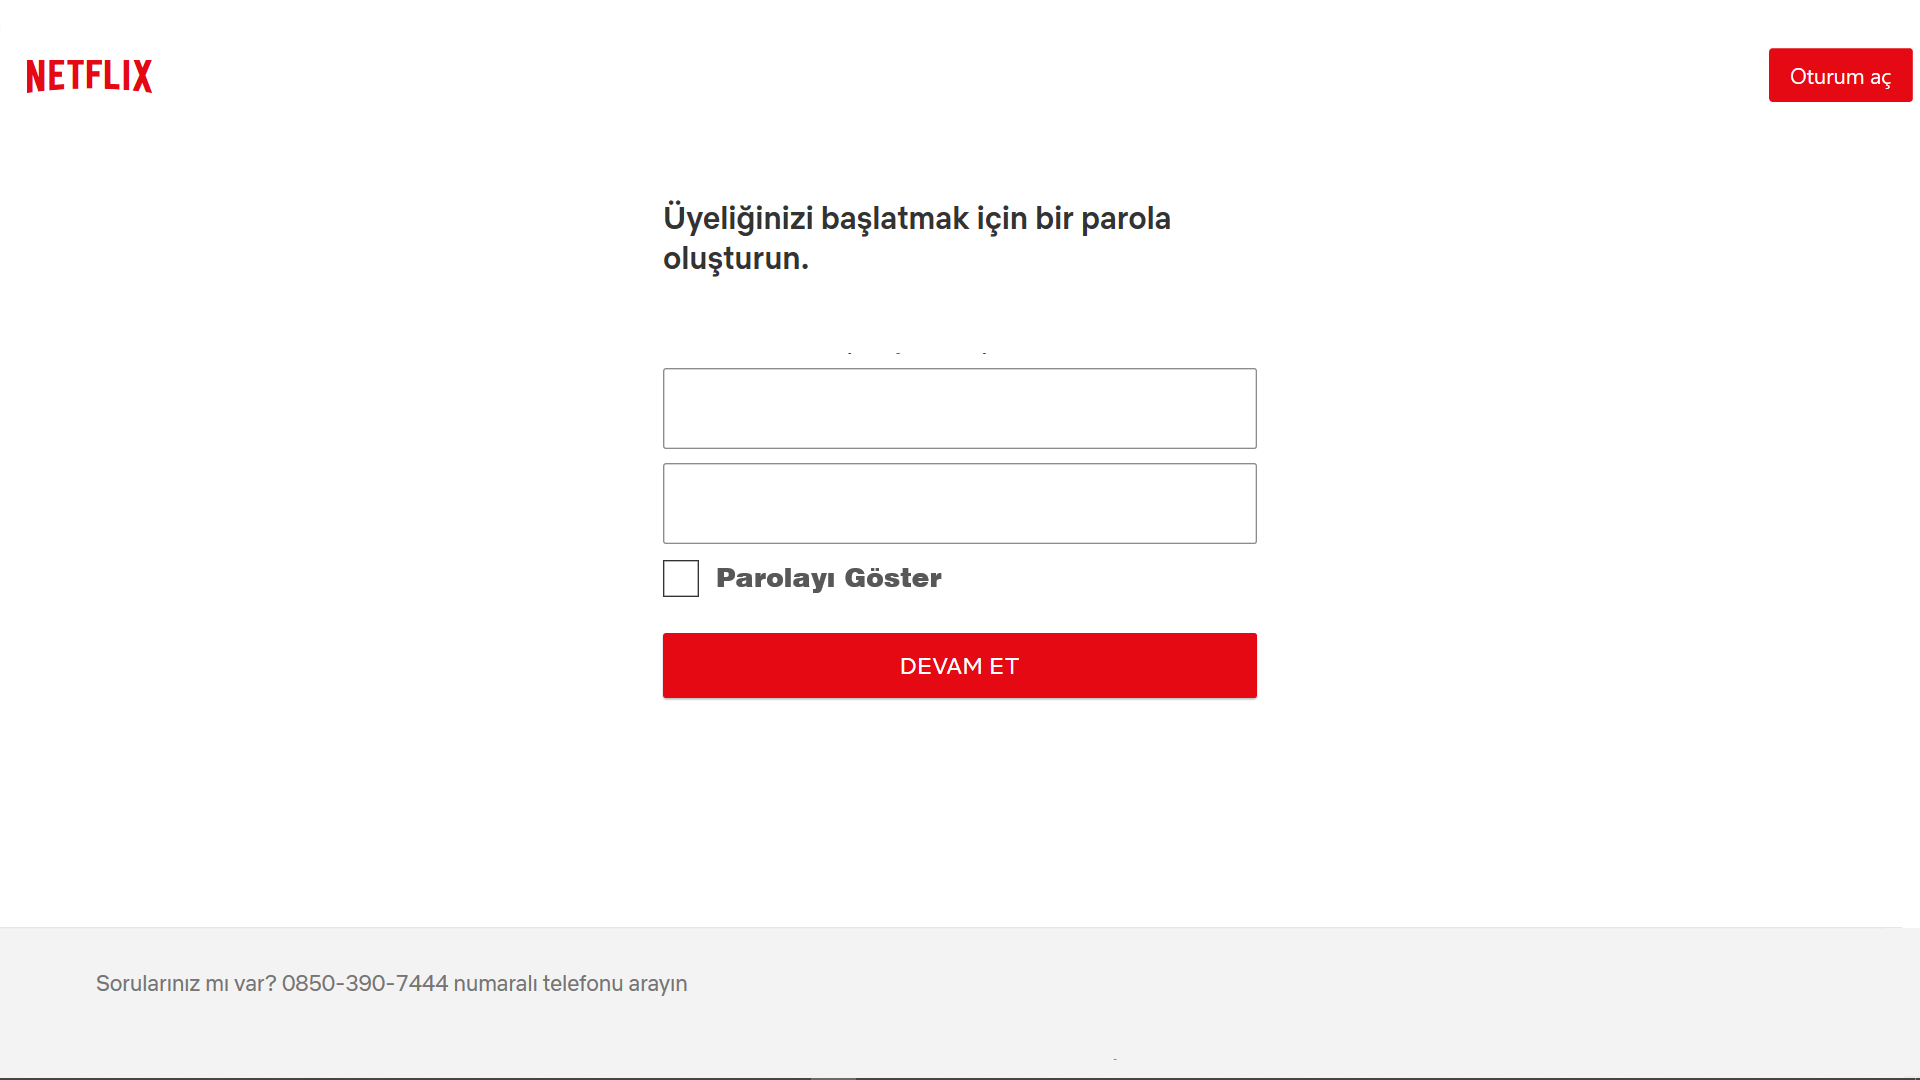 NETFLIX
Oturum aç
Üyeliğinizi başlatmak için bir parola
oluşturun.
Parolayı Göster
DEVAM ET
Sorularınız mı var? 0850-390-7444 numaralı telefonu arayın